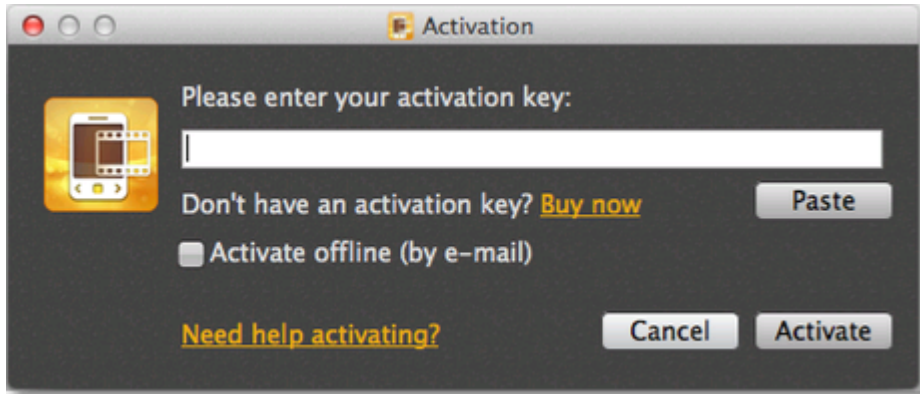 Activation
Please enter your activation key:
Don't have an activation key? Buy now
Paste
Activate offline (by e-mail)
Need help activating?
Cancel
Activate